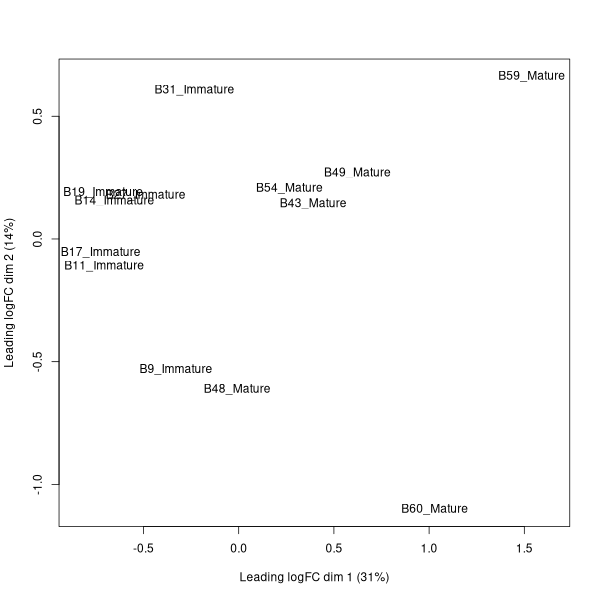 B59_Mature
B31_Immature
0.5
B49_Mature
B19_Immature
B54_Mature
B14_Immature
B43_Mature
0.0
B17_Immature
B11_Immature
Leading logFC dim 2 (14%)
-0.5
B9_Immature
B48_Mature
-1.0
B60_Mature
-0.5 0.0 0.5 1.0 1.5
Leading logFC dim 1 (31%)